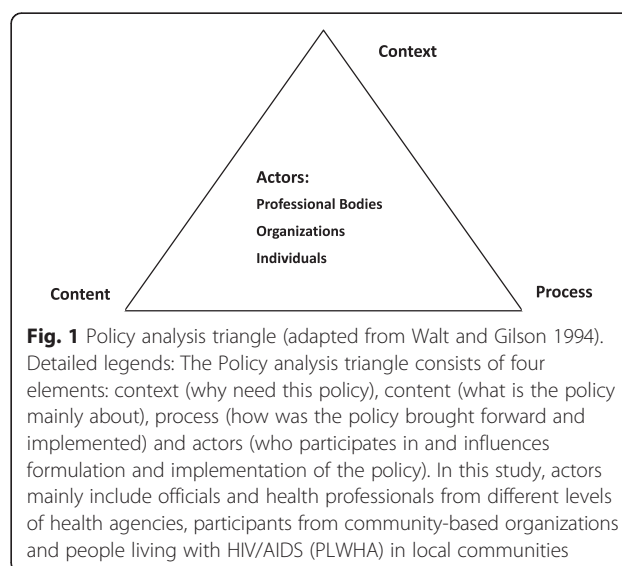 Context
Actors:
Professional Bodies
Organizations
Individuals
Content
Process
Fig. 1 Policy analysis triangle (adapted from Walt and Gilson 1994).
Detailed legends: The Policy analysis triangle consists of four
elements: context (why need this policy), content (what is the policy
mainly about), process (how was the policy brought forward and
implemented) and actors (who participates in and influences
formulation and implementation of the policy). In this study, actors
mainly include officials and health professionals from different levels
of health agencies, participants from community-based organizations
and people living with HIV/AIDS (PLWHA) in local communities